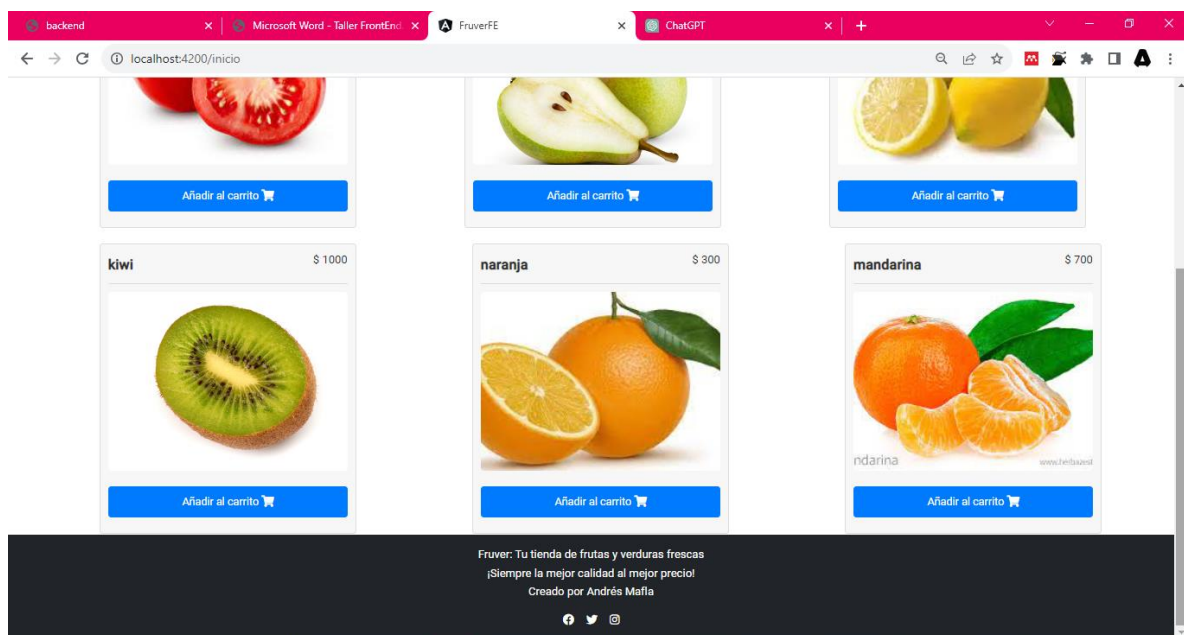 backend
Microsoft Word - Taller FrontEnd.
FruverFE
ChatGPT
localhost:4200/inicio
Añadir al carrito
Añadir al carrito
Añadir al carrito
kiwi
$ 1000
naranja
$ 300
mandarina
$ 700
ndarina
www.herbazest
Añadir al carrito
Añadir al carrito
Añadir al carrito
Fruver: Tu tienda de frutas y verduras frescas
¡Siempre la mejor calidad al mejor precio!
Creado por Andrés Mafla